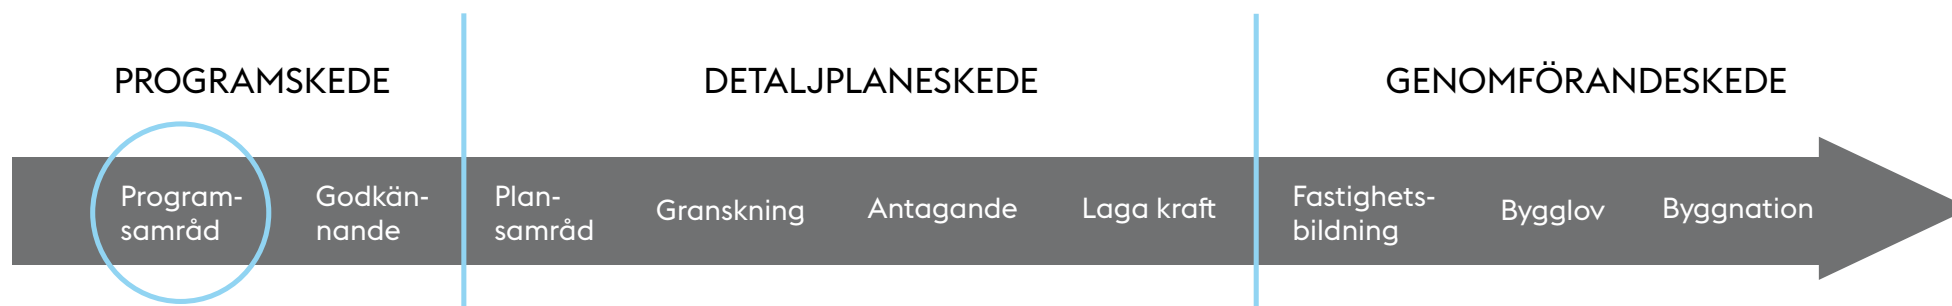 PROGRAMSKEDE
DETALJPLANESKEDE
GENOMFÖRANDESKEDE
Program-
samråd
Godkän-
nande
Plan-
samråd
Granskning
Antagande
Laga kraft
Fastighets-
bildning
Bygglov
Byggnation